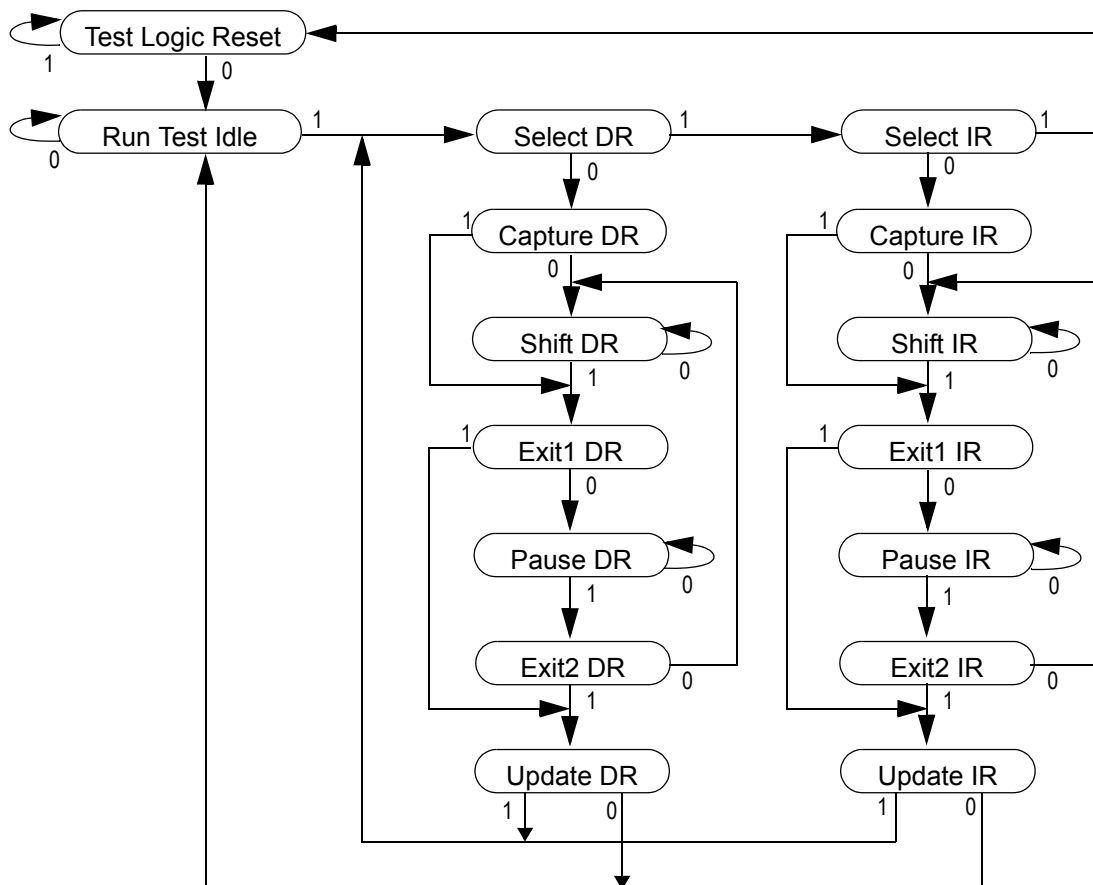 Test Logic Reset
1
0
Run Test Idle
1
0
Select DR
1
0
Select IR
1
0
1
Capture DR
0
1
Capture IR
0
Shift DR
0
1
Shift IR
0
1
1
Exit1 DR
0
1
Exit1 IR
0
Pause DR
0
1
Pause IR
0
1
Exit2 DR
0
1
Exit2 IR
0
1
Update DR
1
0
Update IR
1
0